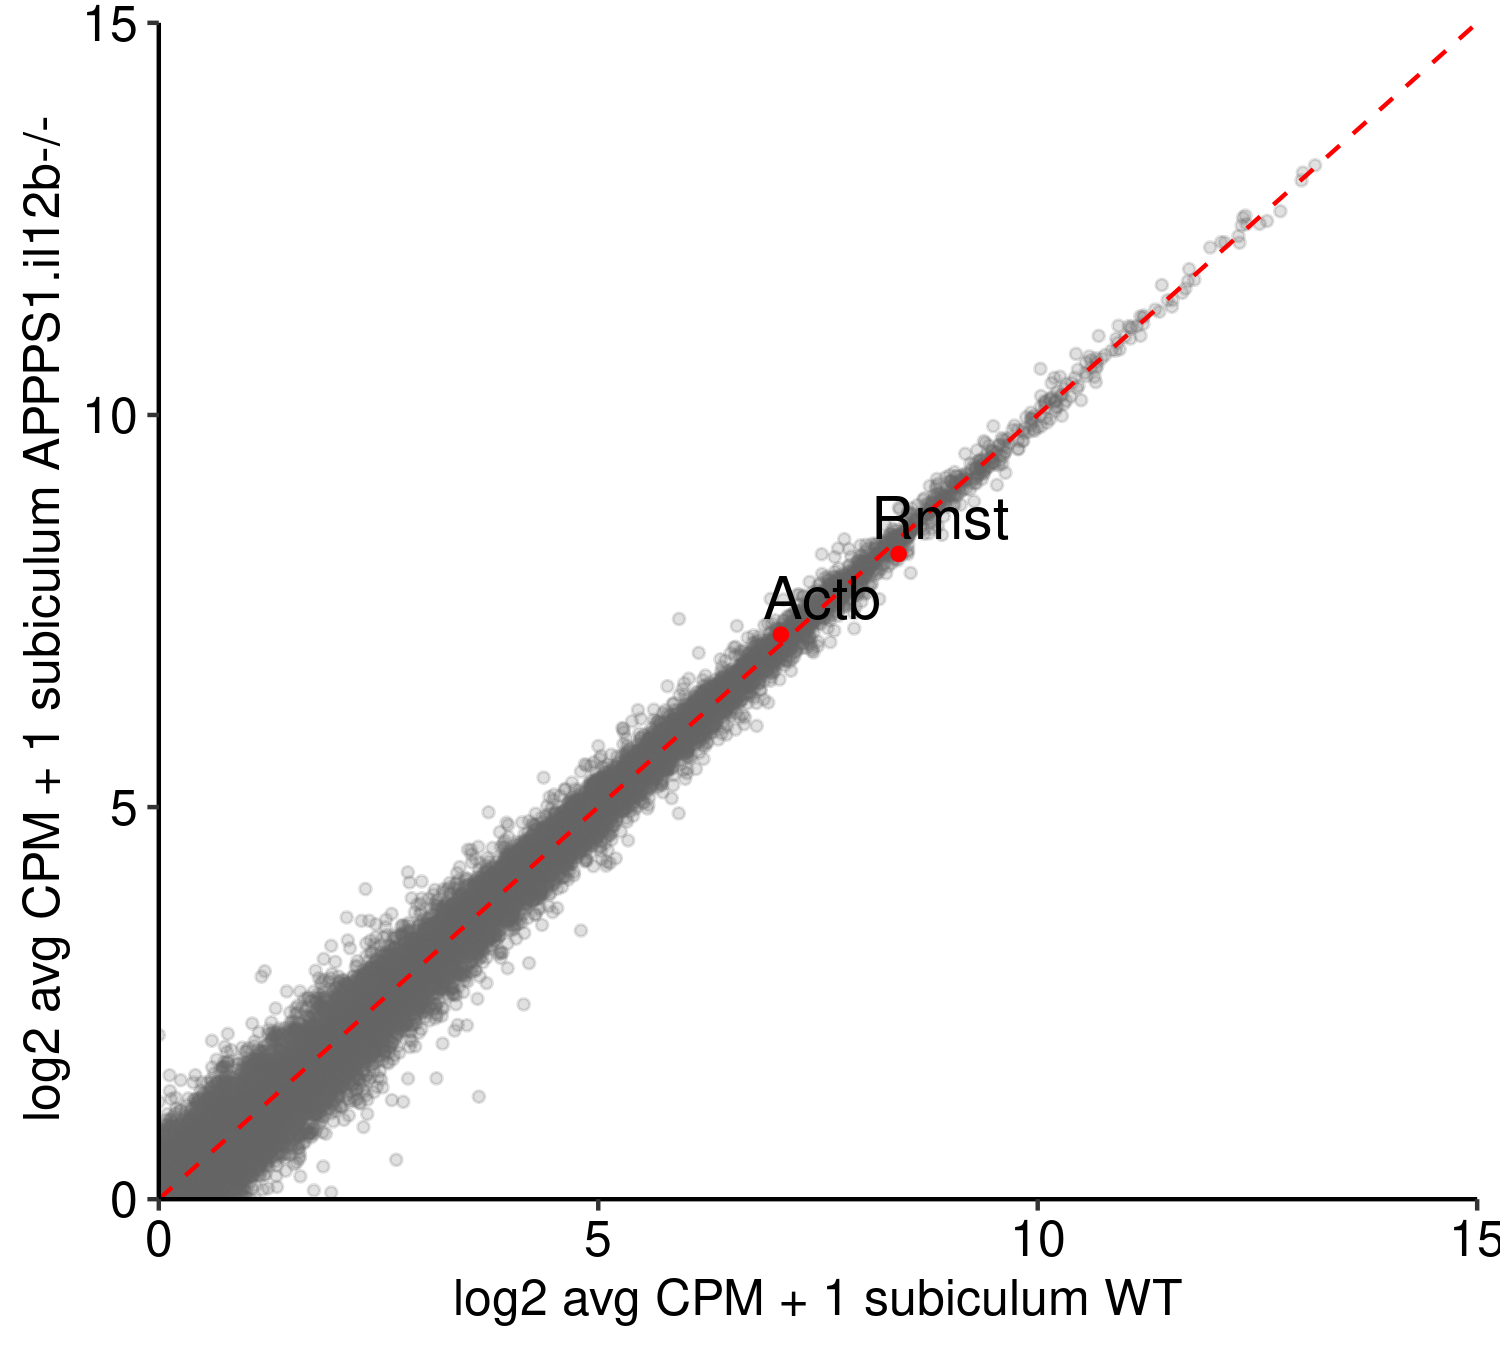 15
10
5
0
log2 avg CPM + 1 subiculum APPPS1.il12b-/-
Rmst
Actb
0 5 10 15
log2 avg CPM + 1 subiculum WT